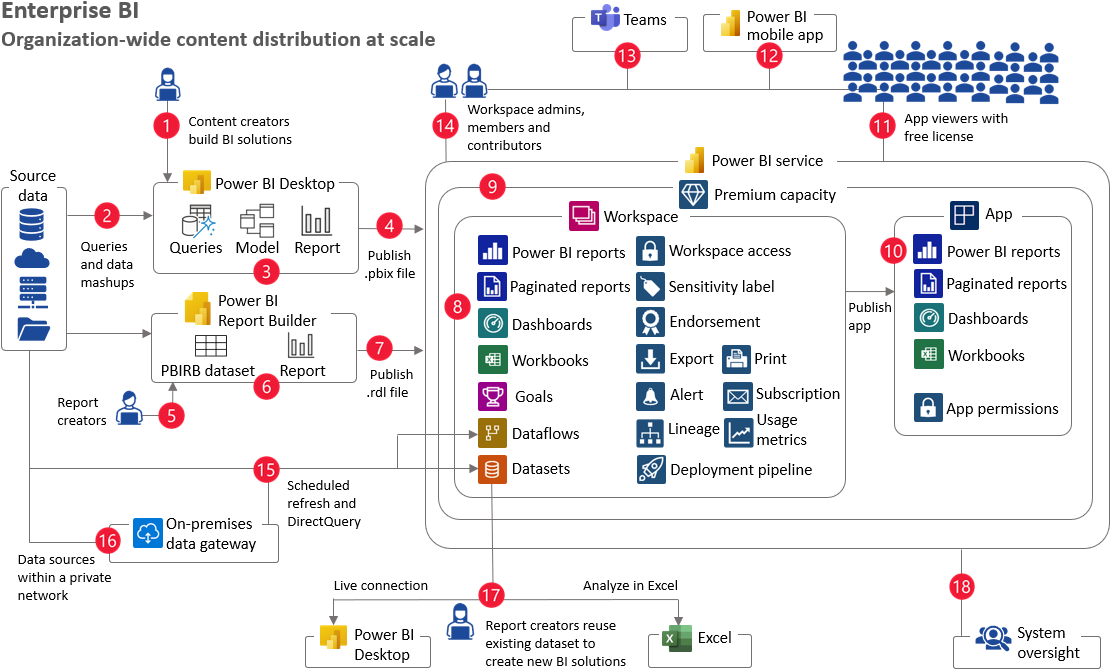 Enterprise BI
Organization-wide content distribution at scale
Teams
13
Power BI
mobile app
12
1
Content creators
build BI solutions
14
Workspace admins,
members and
contributors
11
App viewers with
free license
Source
data
2
Queries
and data
mashups
Power BI Desktop
Queries
Model
Report
3
4
Publish
.pbix file
Power BI
Report Builder
PBIRB dataset
Report
6
7
Publish
.rdl file
Report
creators
5
Power BI service
9
Premium capacity
Workspace
8
Power BI reports
Paginated reports
Dashboards
Workbooks
Goals
Dataflows
Datasets
Workspace access
Sensitivity label
Endorsement
Export
Print
Alert
Subscription
Lineage
Usage
metrics
Deployment pipeline
Publish
app
App
10
Power BI reports
Paginated reports
Dashboards
Workbooks
App permissions
15
Scheduled
refresh and
DirectQuery
16
On-premises
data gateway
Data sources
within a private
network
Live connection
17
Analyze in Excel
Power BI
Desktop
Report creators reuse
existing dataset to
create new BI solutions
Excel
18
System
oversight